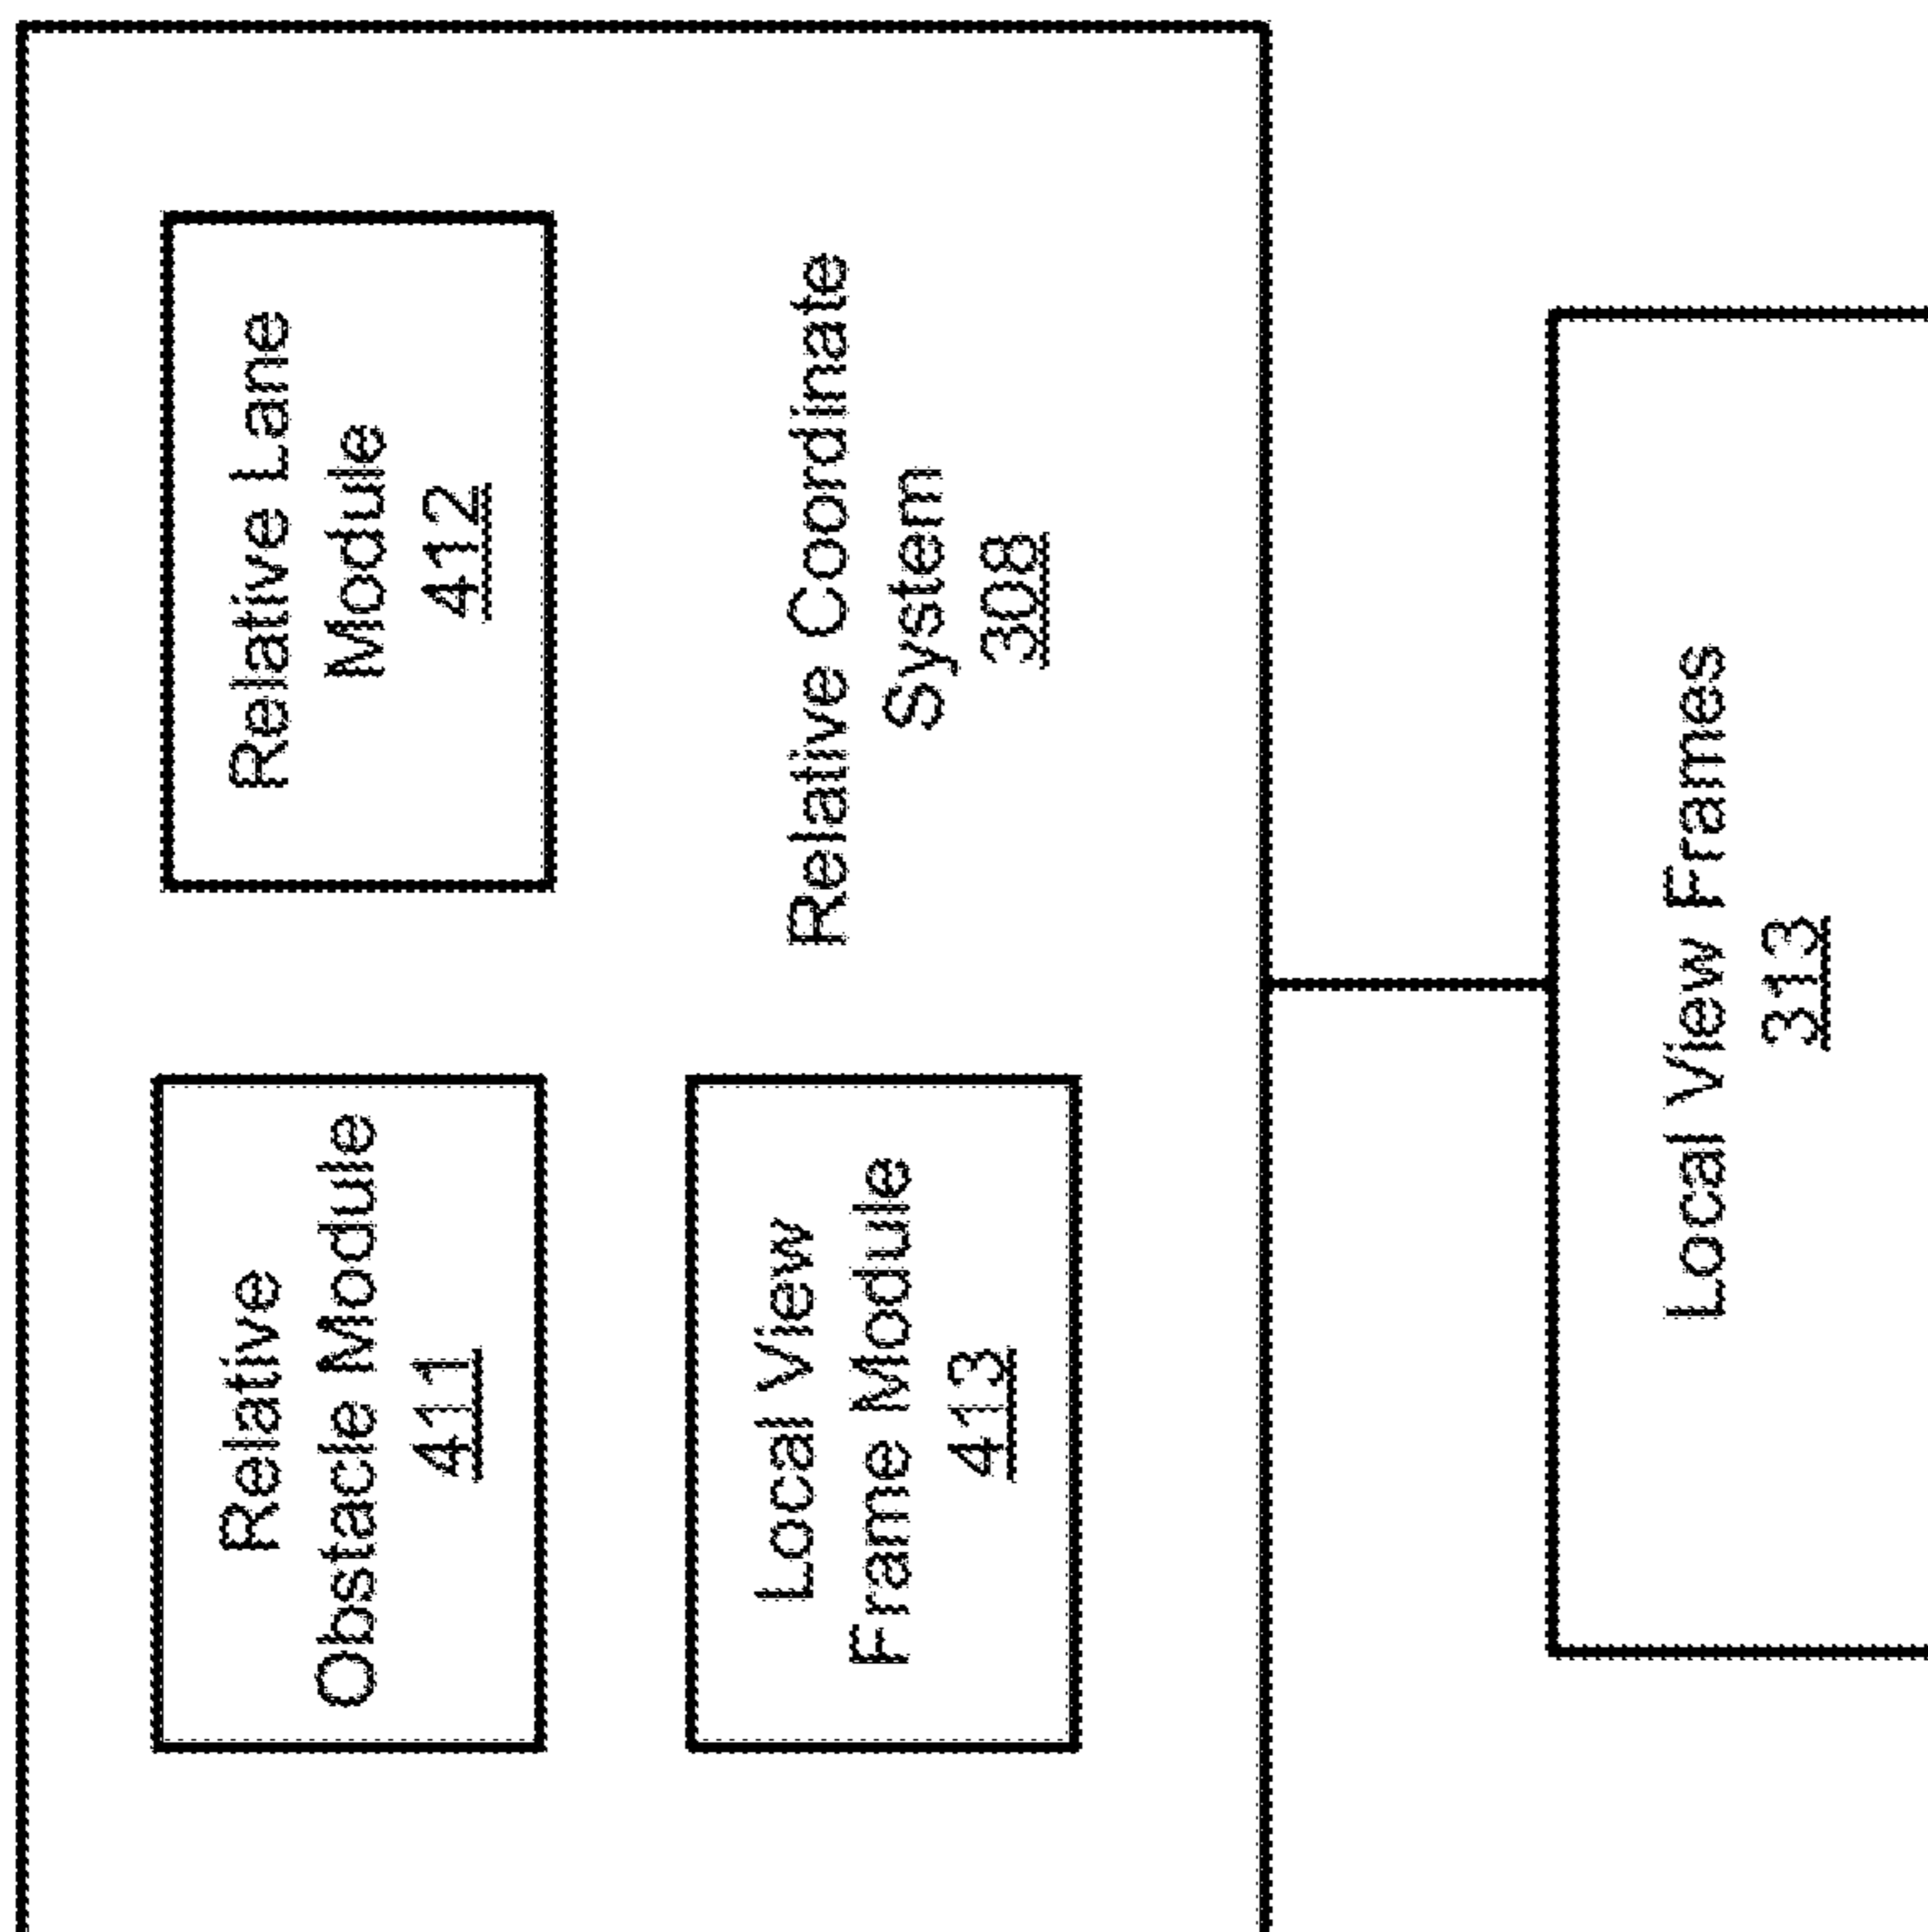 Relative
Obstacle Module
411
Relative Lane
Module
412
Local View
Frame Module
413
Relative Coordinate
System
308
Local View Frames
313